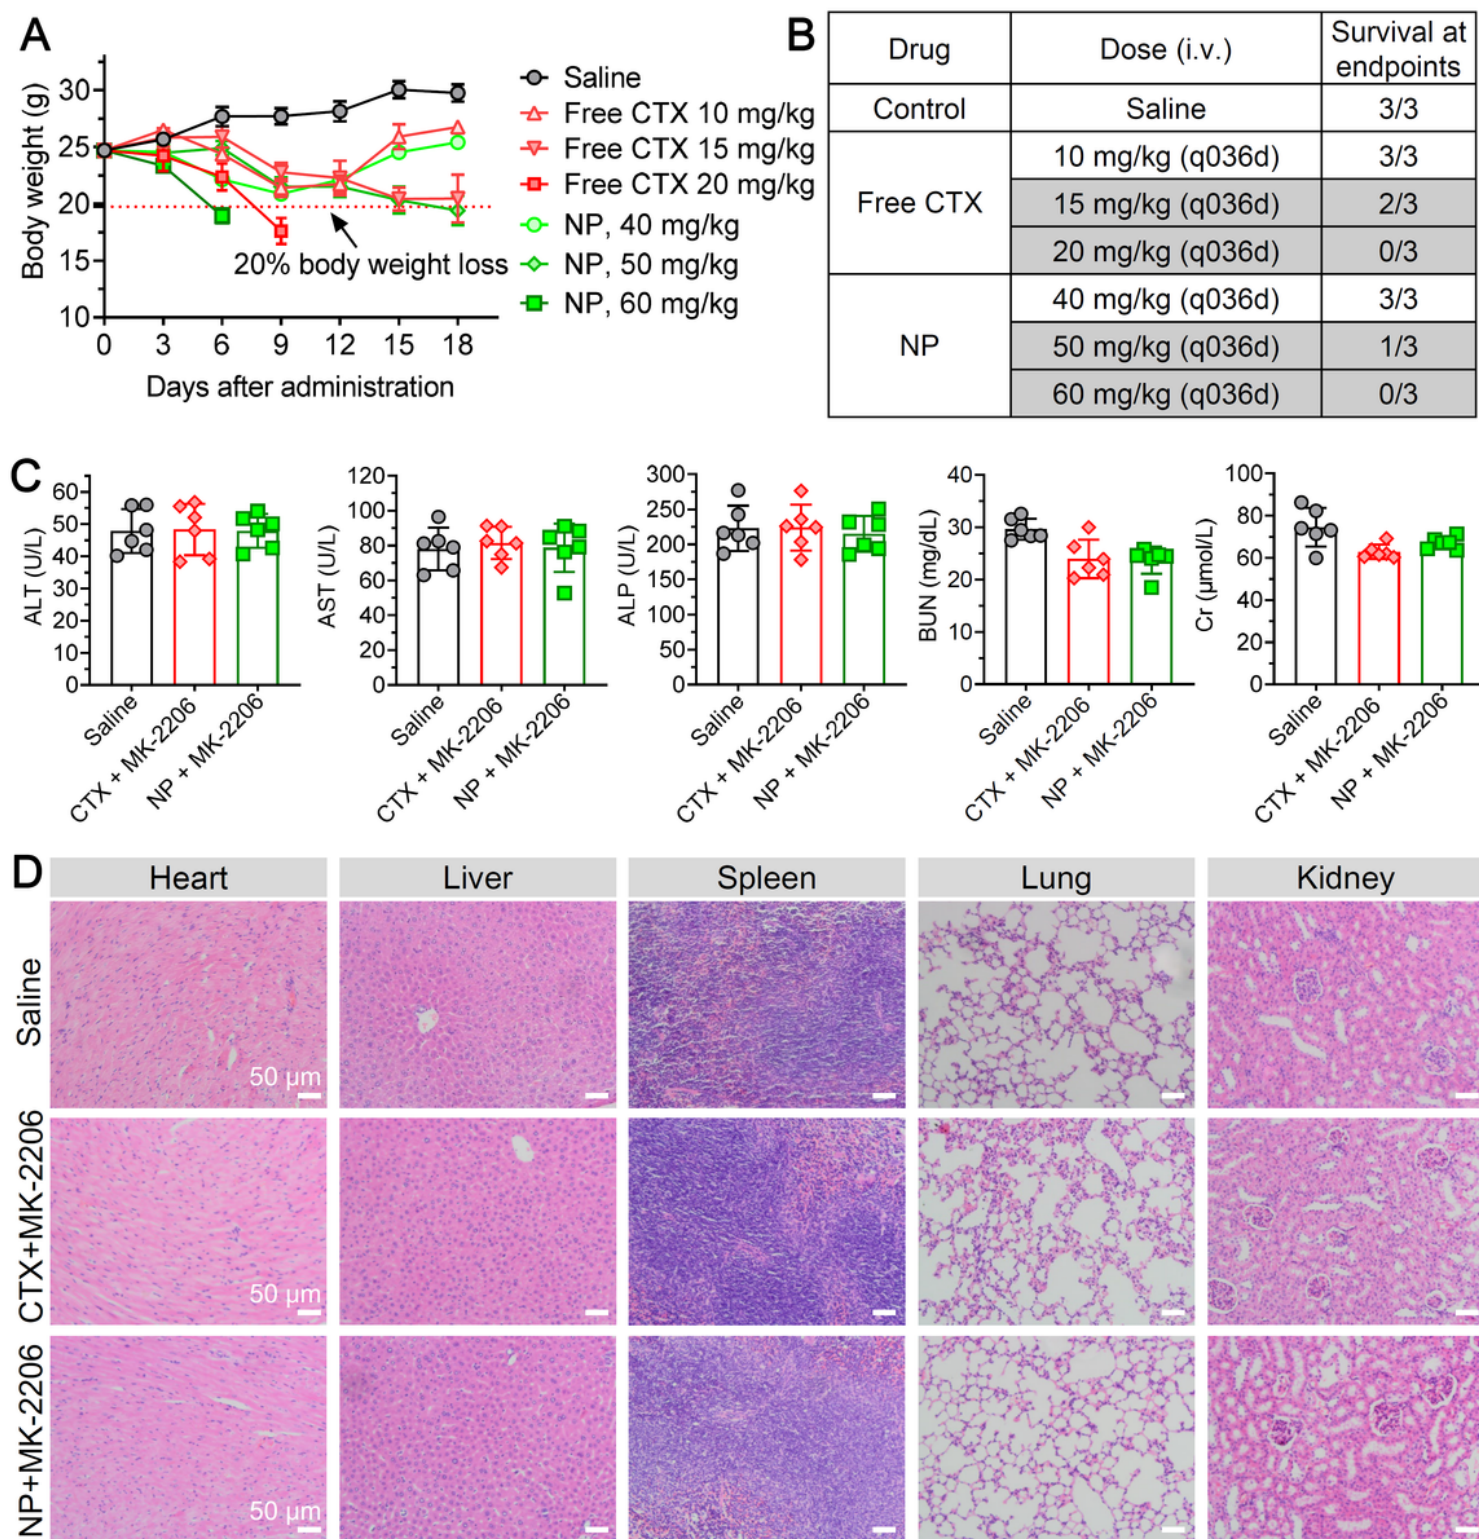 A
Body weight (g)
30
25
20
15
10
0 3 6 9 12 15 18
Days after administration
20% body weight loss
Saline
Free CTX 10 mg/kg
Free CTX 15 mg/kg
Free CTX 20 mg/kg
NP, 40 mg/kg
NP, 50 mg/kg
NP, 60 mg/kg
B
Drug Dose (i.v.) Survival at
endpoints
Control Saline 3/3
Free CTX
10 mg/kg (q036d) 3/3
15 mg/kg (q036d) 2/3
20 mg/kg (q036d) 0/3
NP
40 mg/kg (q036d) 3/3
50 mg/kg (q036d) 1/3
60 mg/kg (q036d) 0/3
C
ALT (U/L)
60
50
40
30
20
10
0
Saline
CTX + MK-2206
NP + MK-2206
AST (U/L)
120
100
80
60
40
20
0
Saline
CTX + MK-2206
NP + MK-2206
ALP (U/L)
300
250
200
150
100
50
0
Saline
CTX + MK-2206
NP + MK-2206
BUN (mg/dL)
40
30
20
10
0
Saline
CTX + MK-2206
NP + MK-2206
Cr (μmol/L)
100
80
60
40
20
0
Saline
CTX + MK-2206
NP + MK-2206
D
Heart Liver Spleen Lung Kidney
Saline
50 μm
CTX+MK-2206
50 μm
NP+MK-2206
50 μm